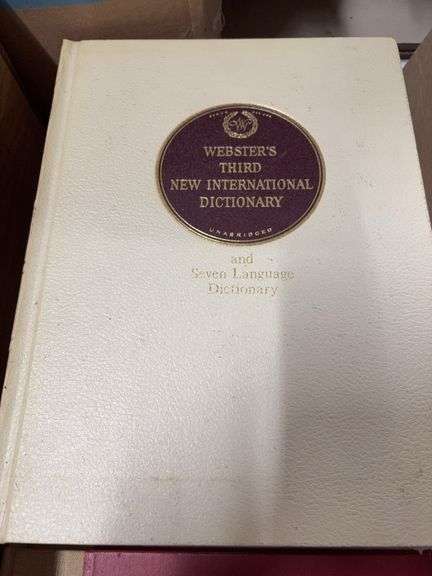 WEBSTER'S
THIRD
NEW INTERNATIONAL
DICTIONARY
UNABRIDGED
and
Seven Language
Dictionary